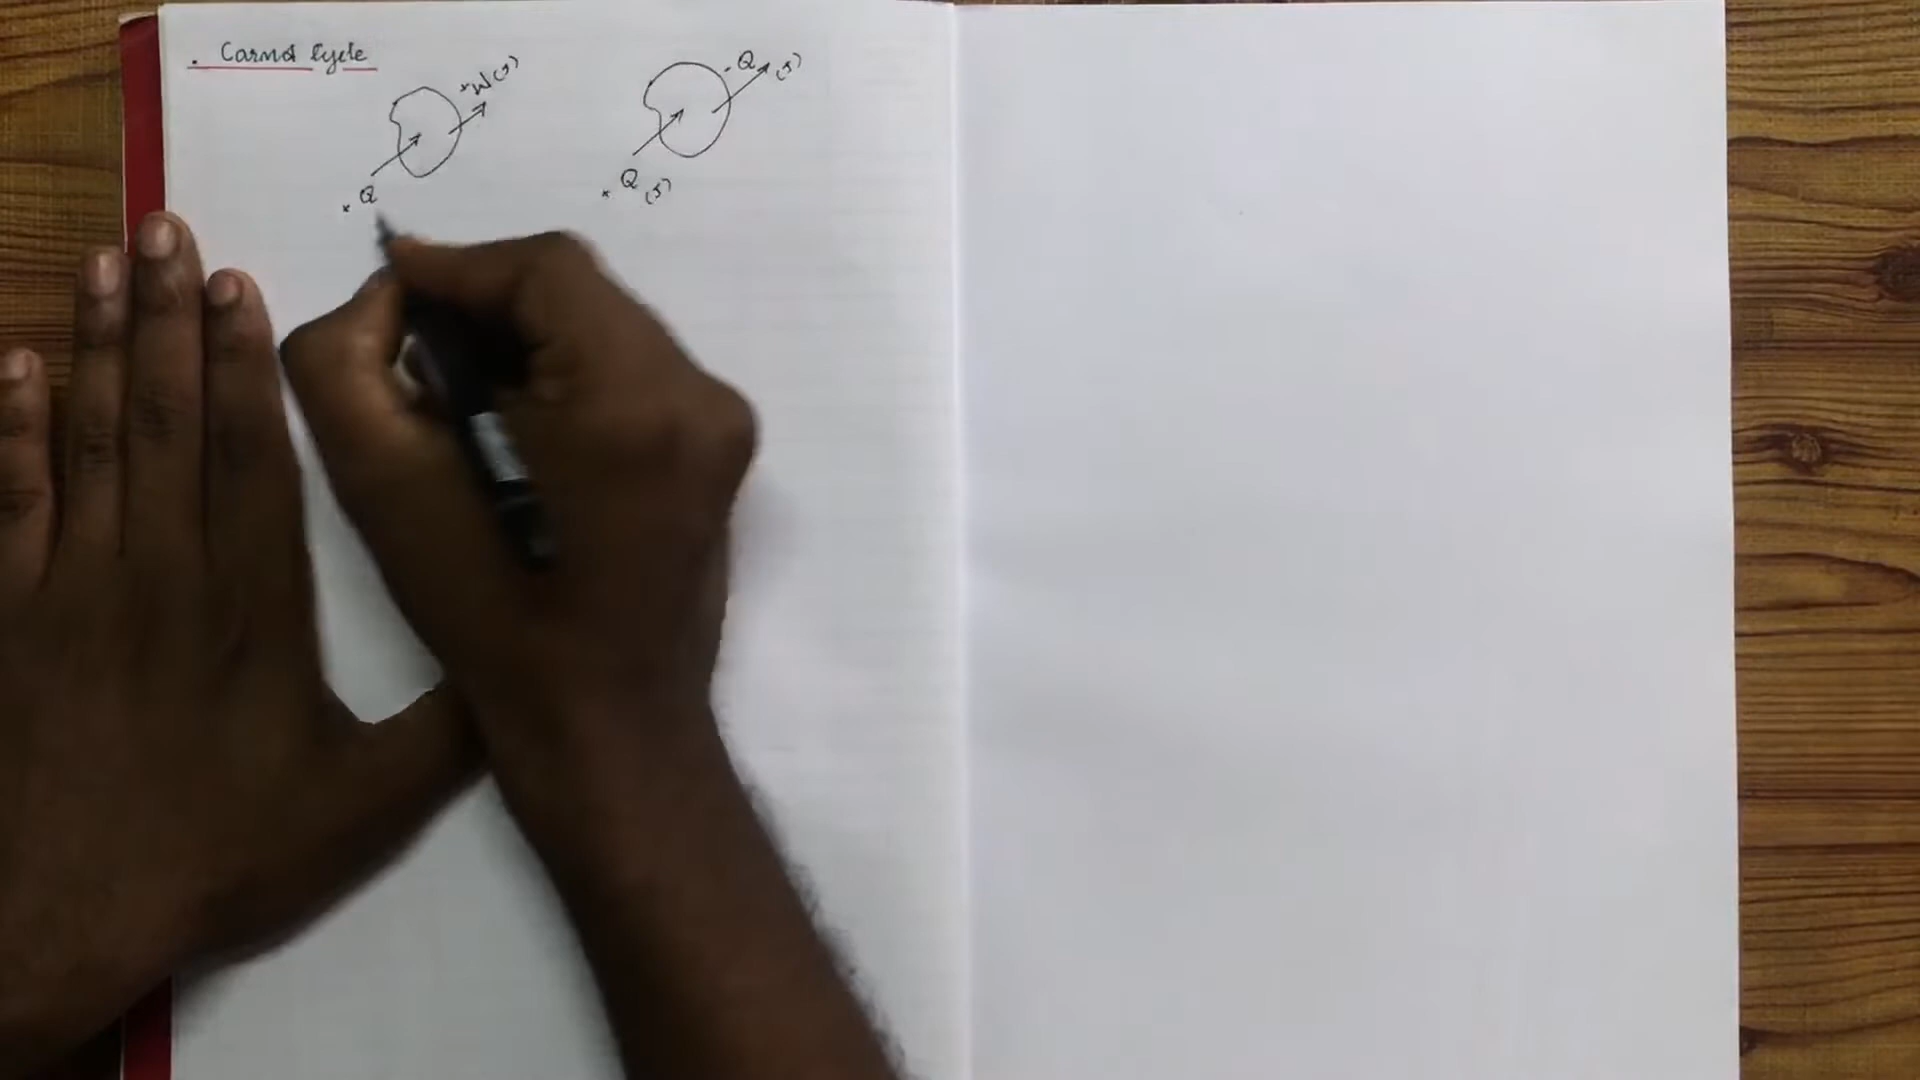 . Carnot Cycle
+W(J)
+ Q
- Q (J)
+ Q (J)